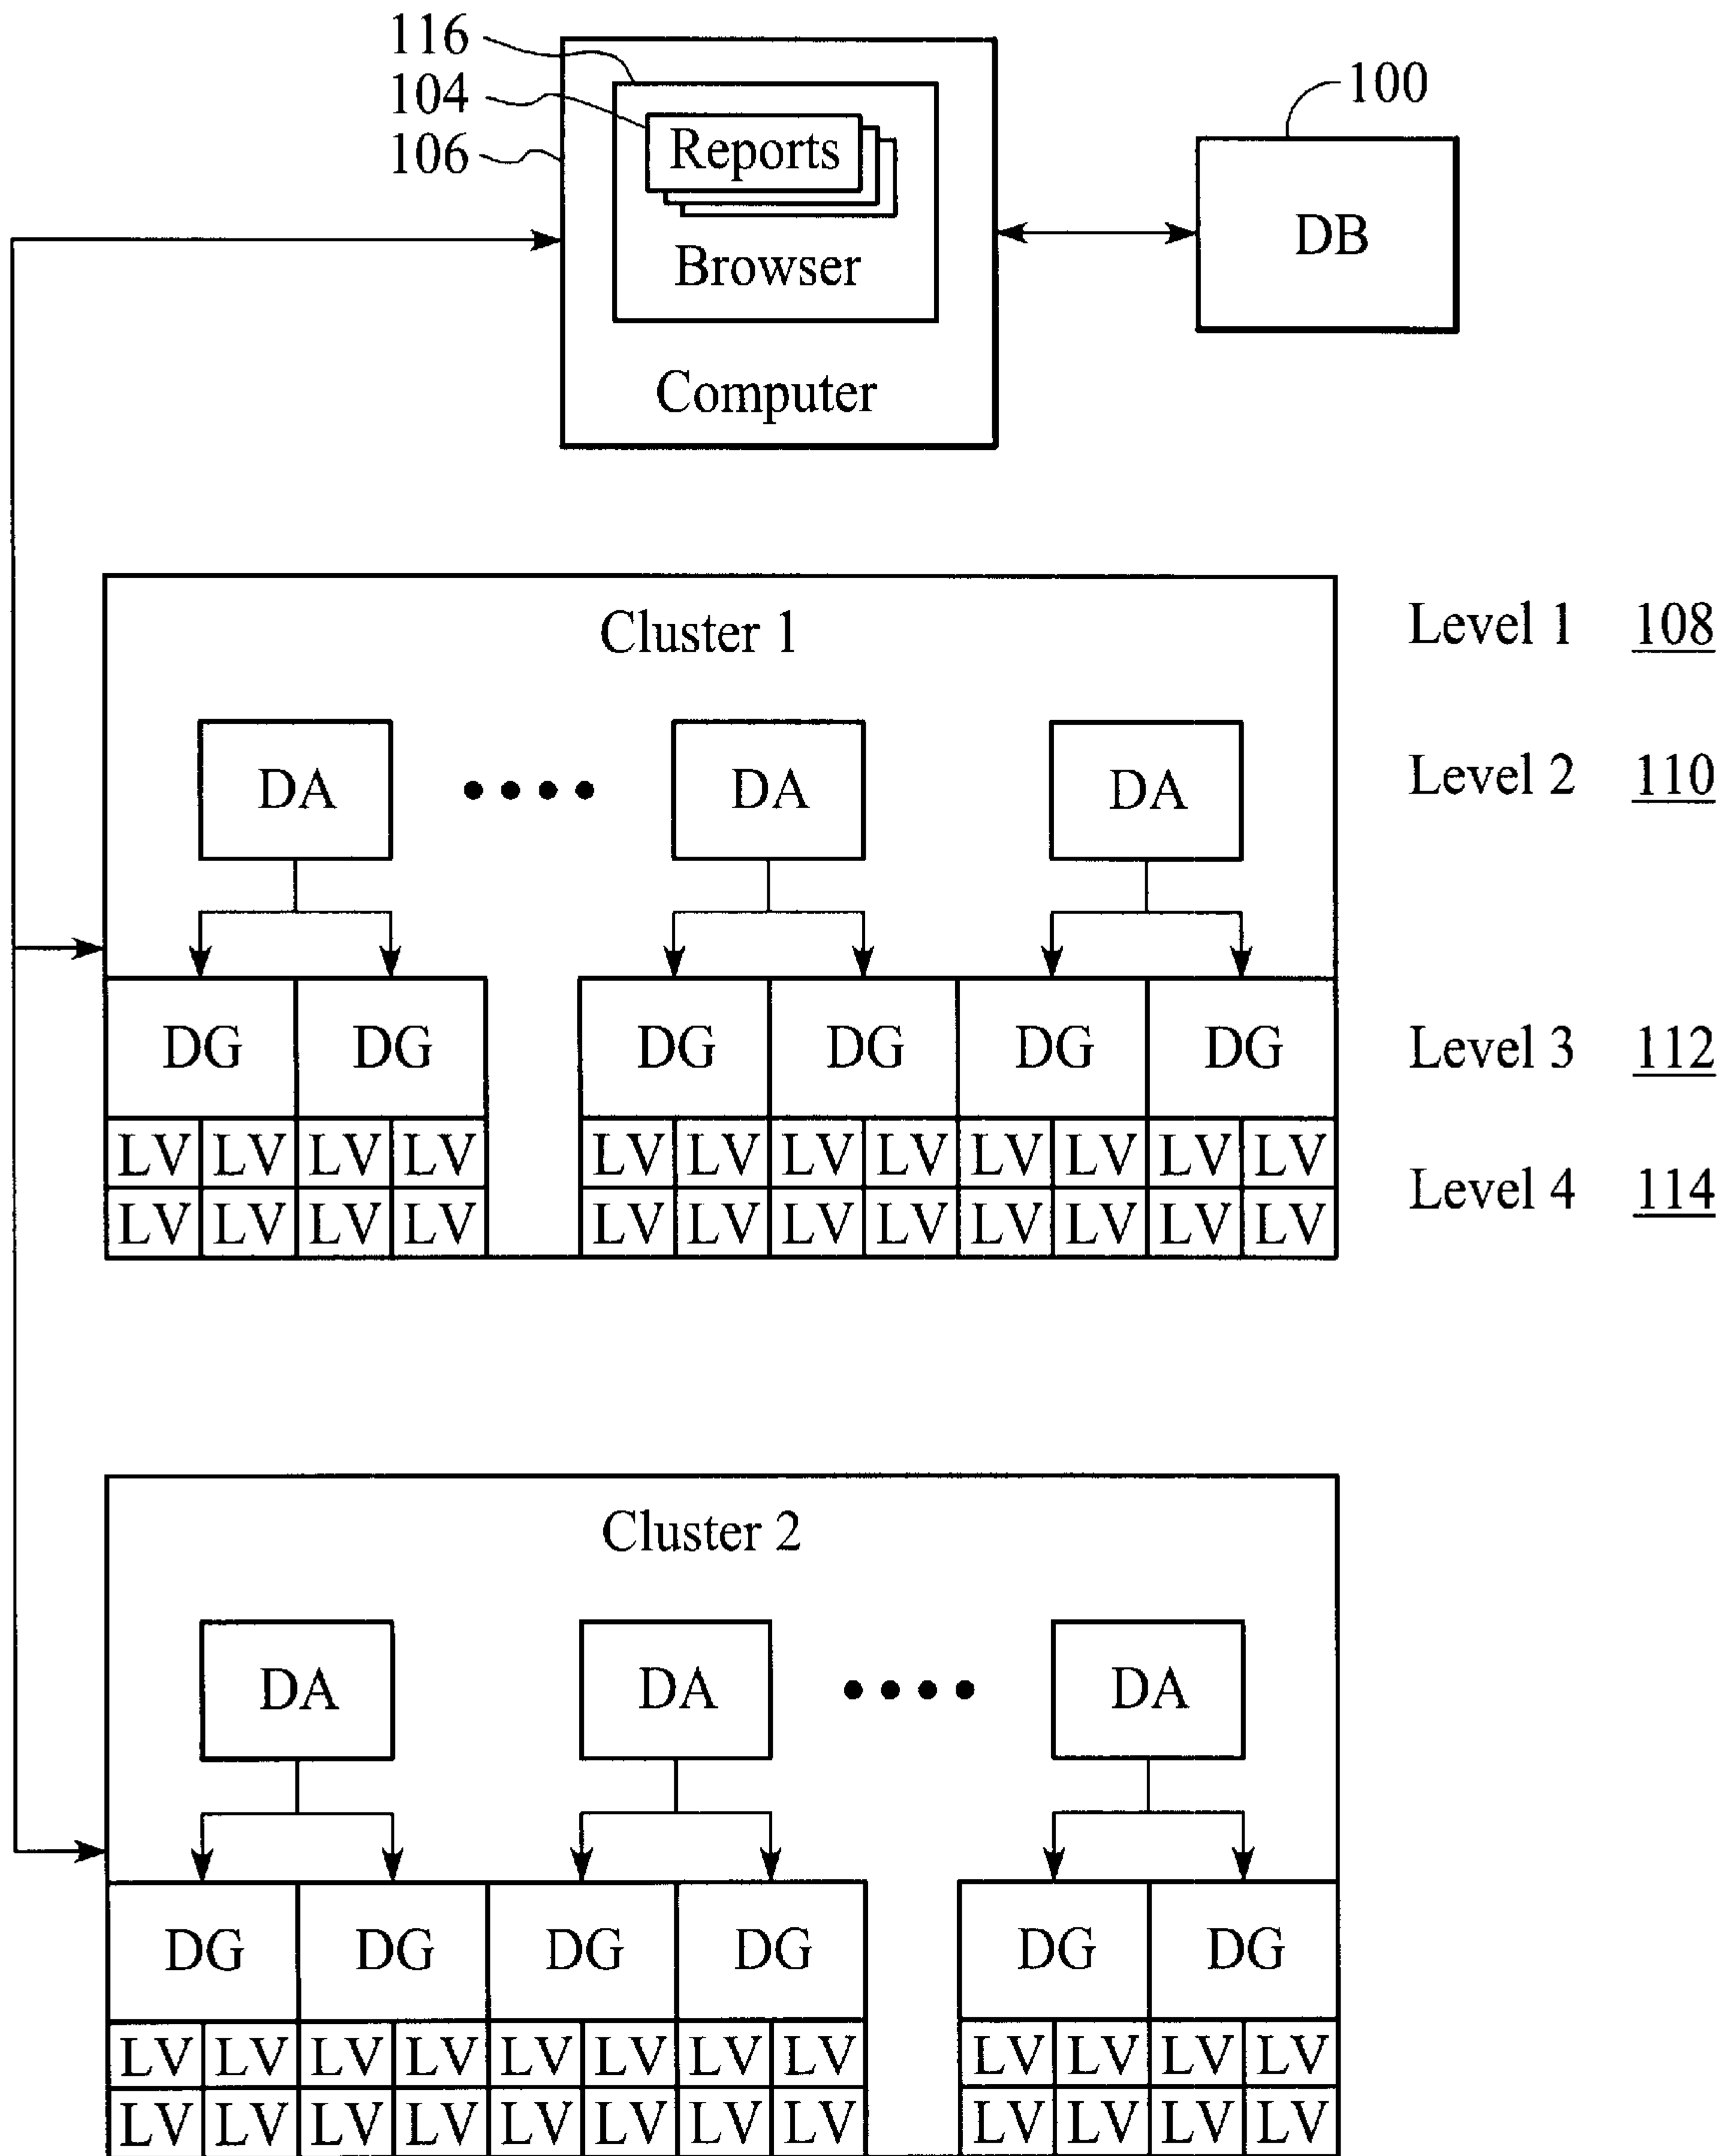 116
104
106
Reports
Browser
Computer
100
DB
Cluster 1
Level 1 108
DA DA DA
Level 2 110
DG DG DG DG DG DG
Level 3 112
LV LV LV LV LV LV LV LV LV LV LV LV
LV LV LV LV LV LV LV LV LV LV LV LV
Level 4 114
Cluster 2
DA DA DA
DG DG DG DG DG DG
LV LV LV LV LV LV LV LV LV LV LV LV
LV LV LV LV LV LV LV LV LV LV LV LV